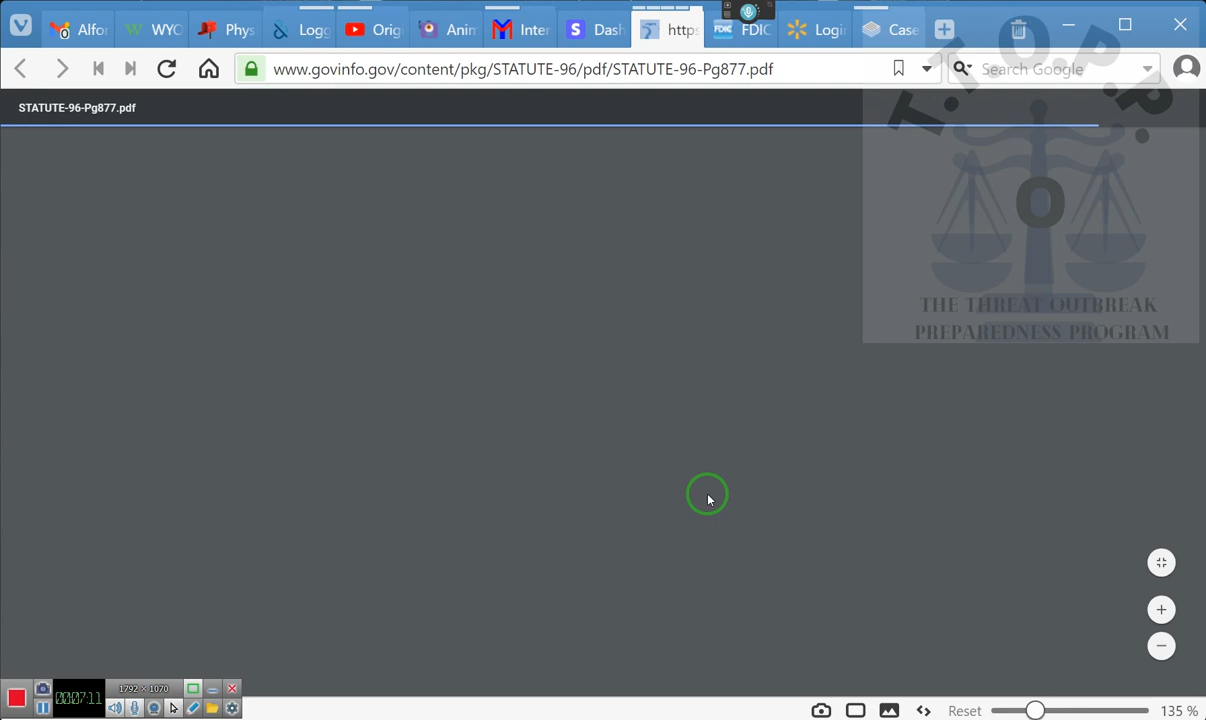 Alfor
WYO
Phys
Logg
Orig
Anin
Inter
Dash
https
FDIC
FDIC
Logi
Case
www.govinfo.gov/content/pkg/STATUTE-96/pdf/STATUTE-96-Pg877.pdf
Search Google
STATUTE-96-Pg877.pdf
T.T.O.P.P.
O
THE THREAT OUTBREAK
PREPAREDNESS PROGRAM
1792 × 1070
Reset
135 %